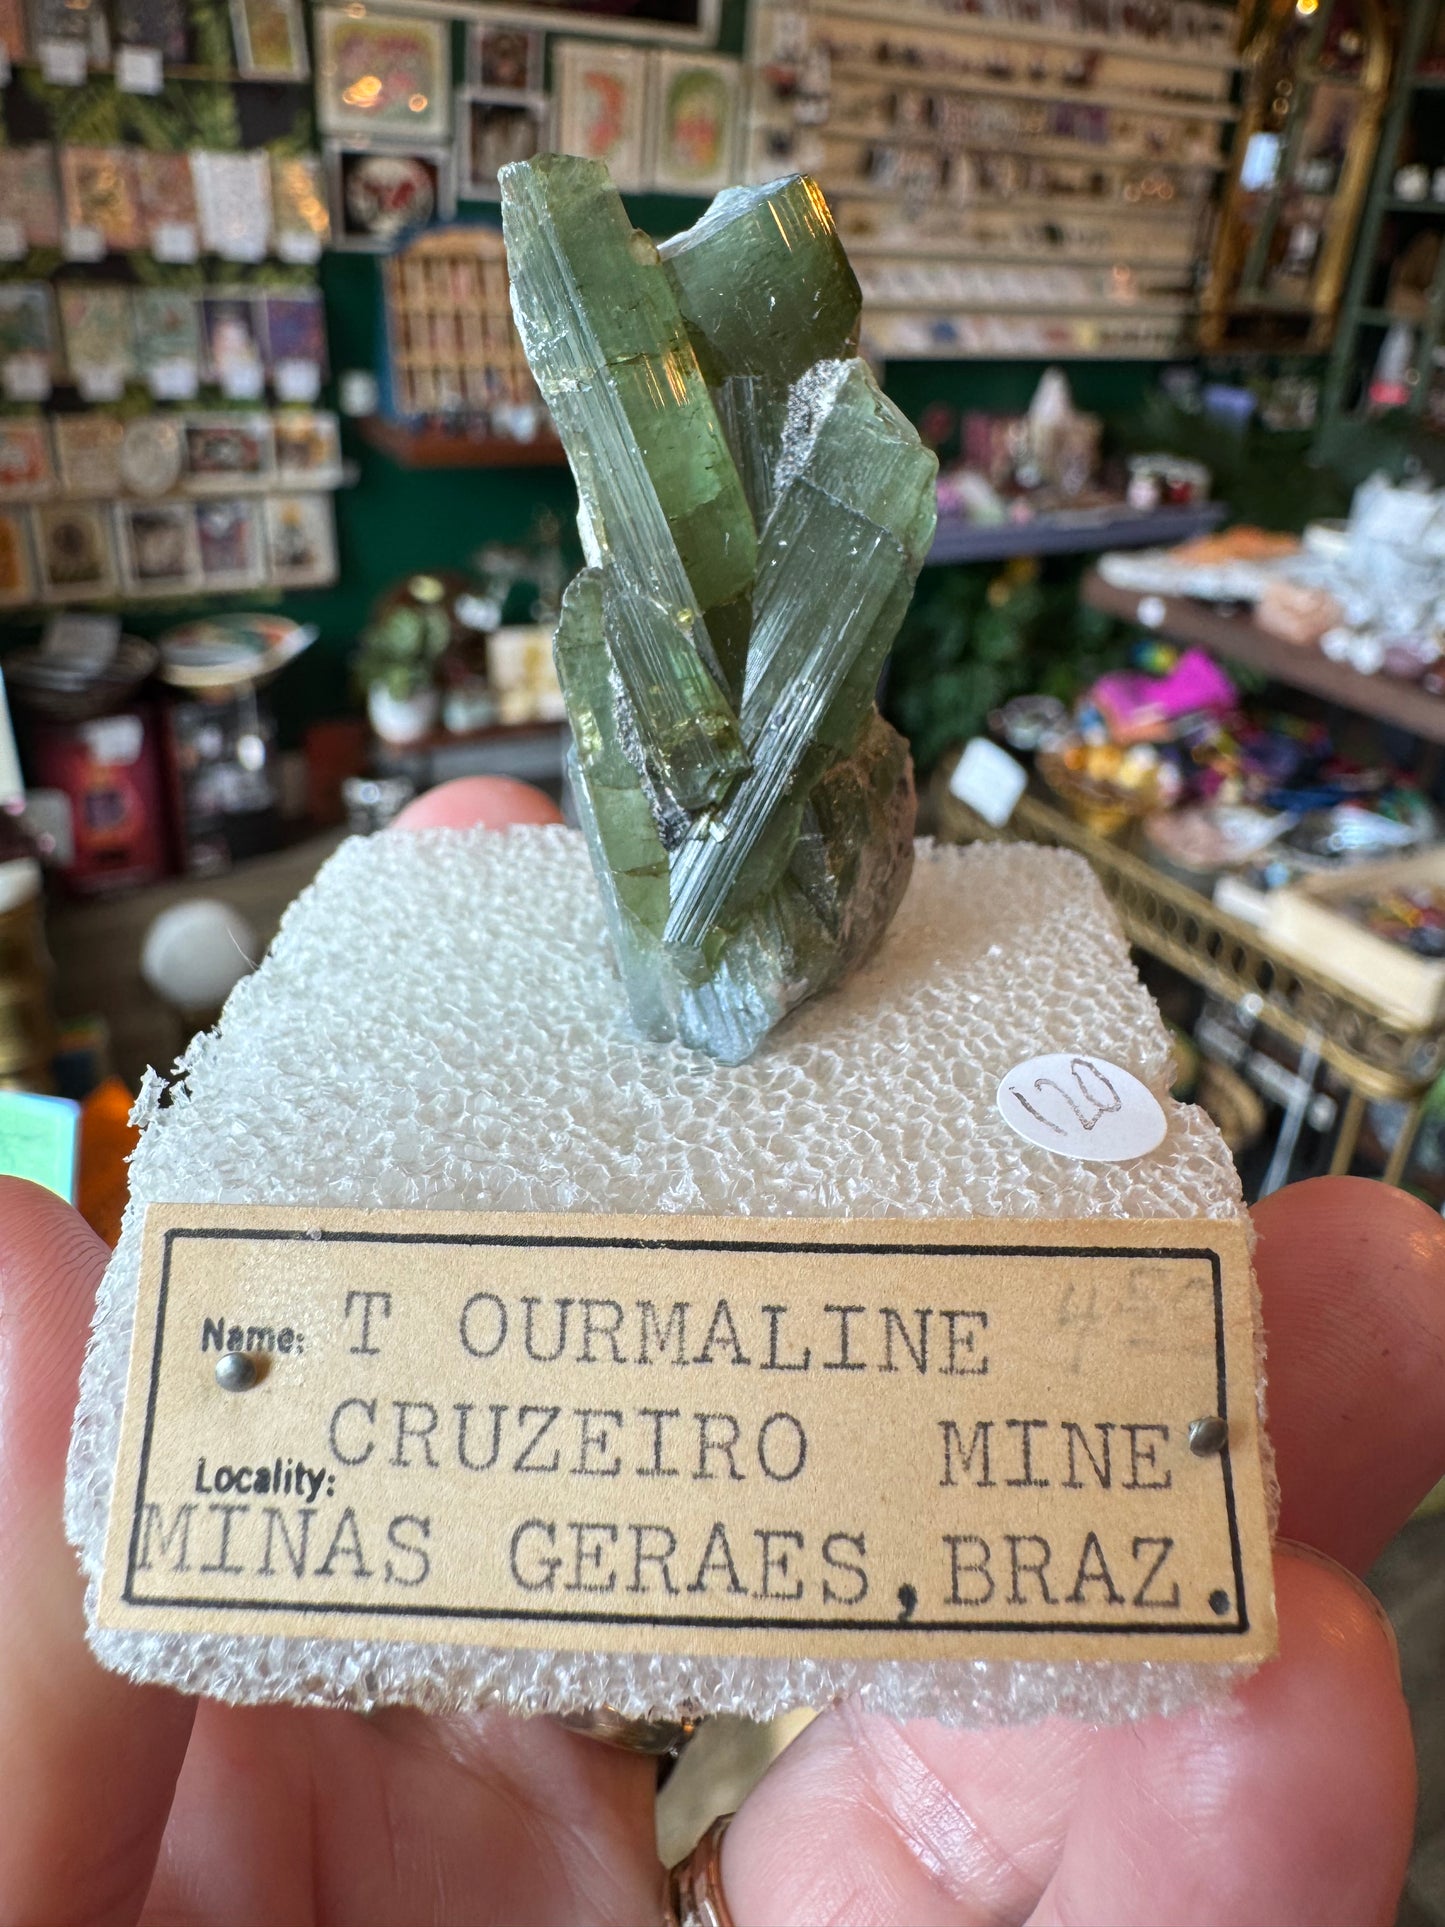 120
Name: T OURMALINE
CRUZEIRO MINE
Locality:
MINAS GERAES, BRAZ.